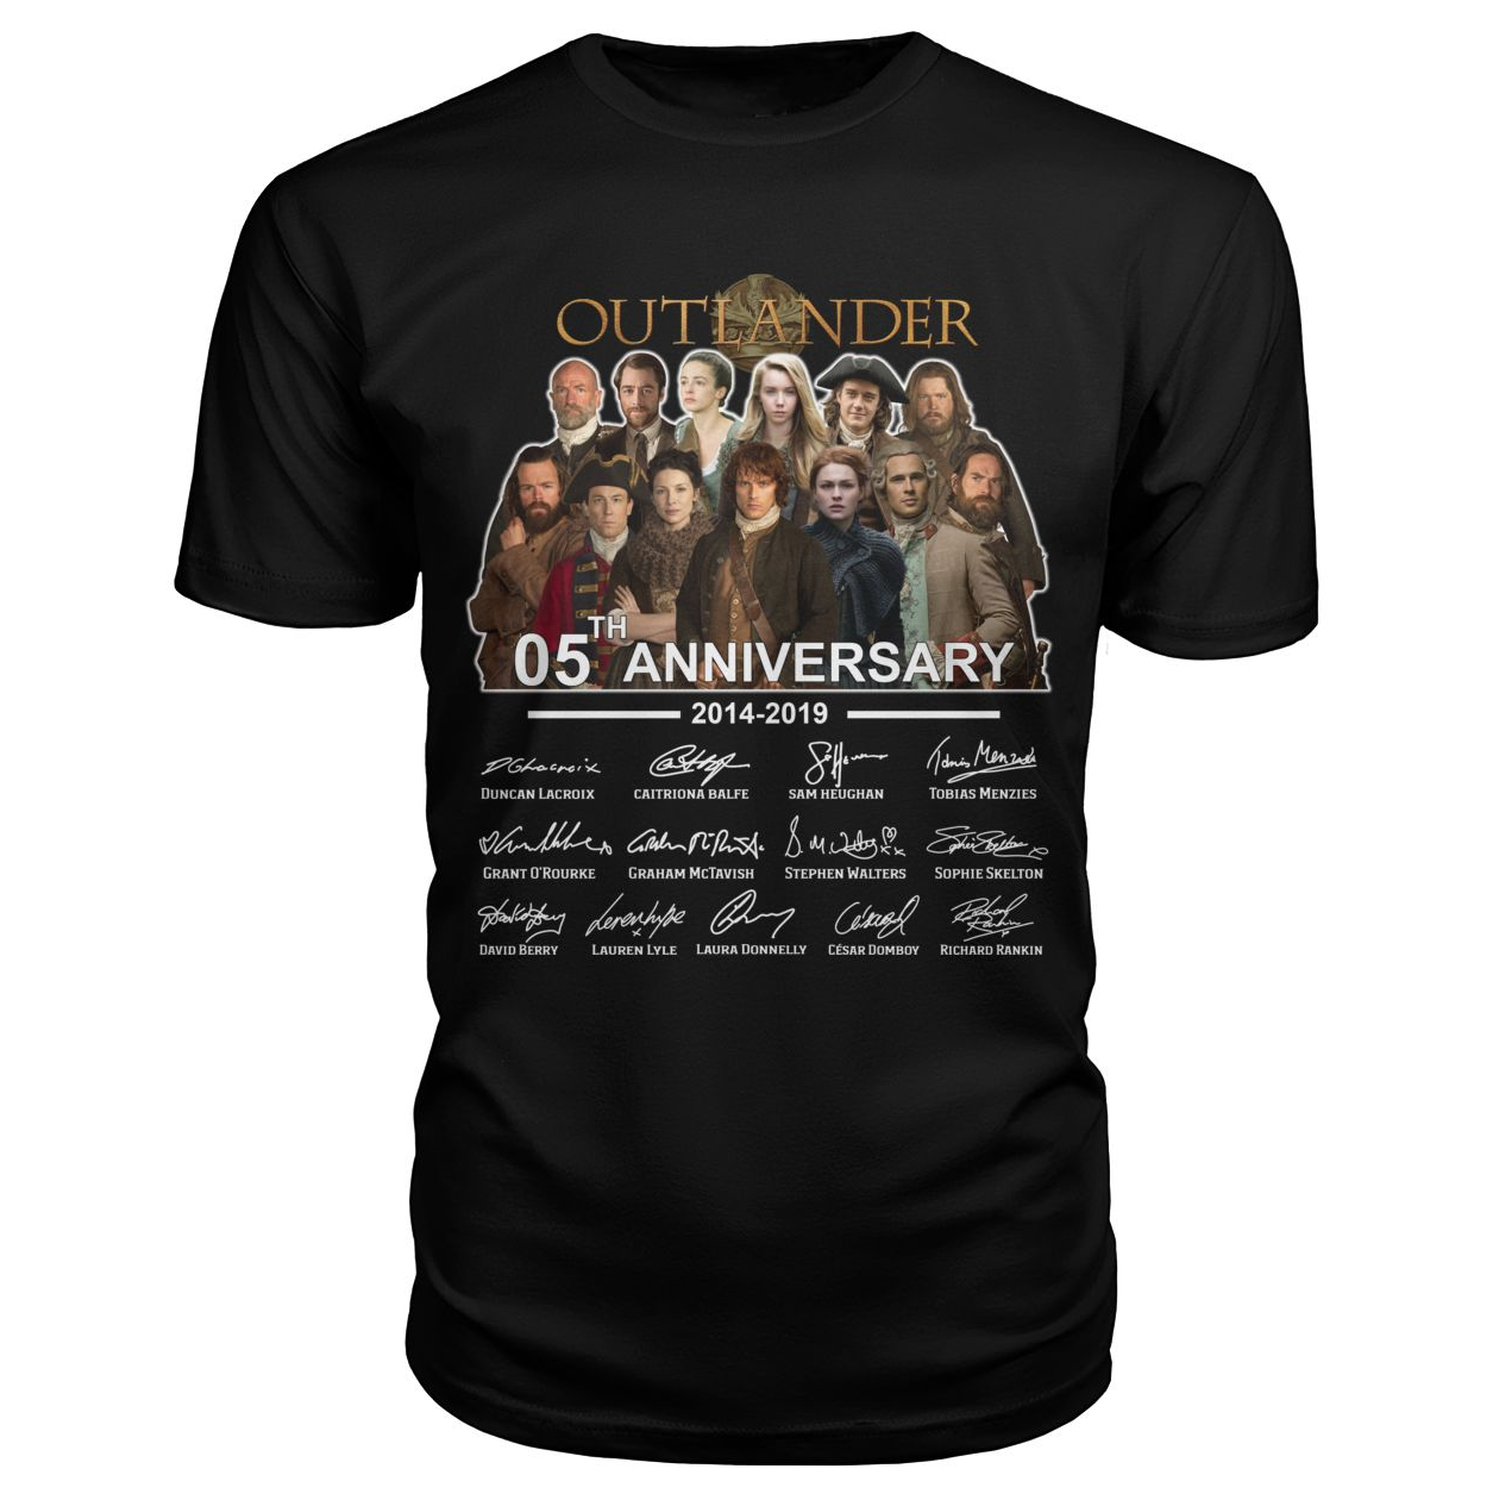 OUTLANDER
05TH ANNIVERSARY
2014-2019
DUNCAN LACROIX CAITRIONA BALFE SAM HEUGHAN TOBIAS MENZIES
GRANT O'ROURKE GRAHAM McTAVISH STEPHEN WALTERS SOPHIE SKELTON
DAVID BERRY LAUREN LYLE LAURA DONNELLY CÉSAR DOMBOY RICHARD RANKIN